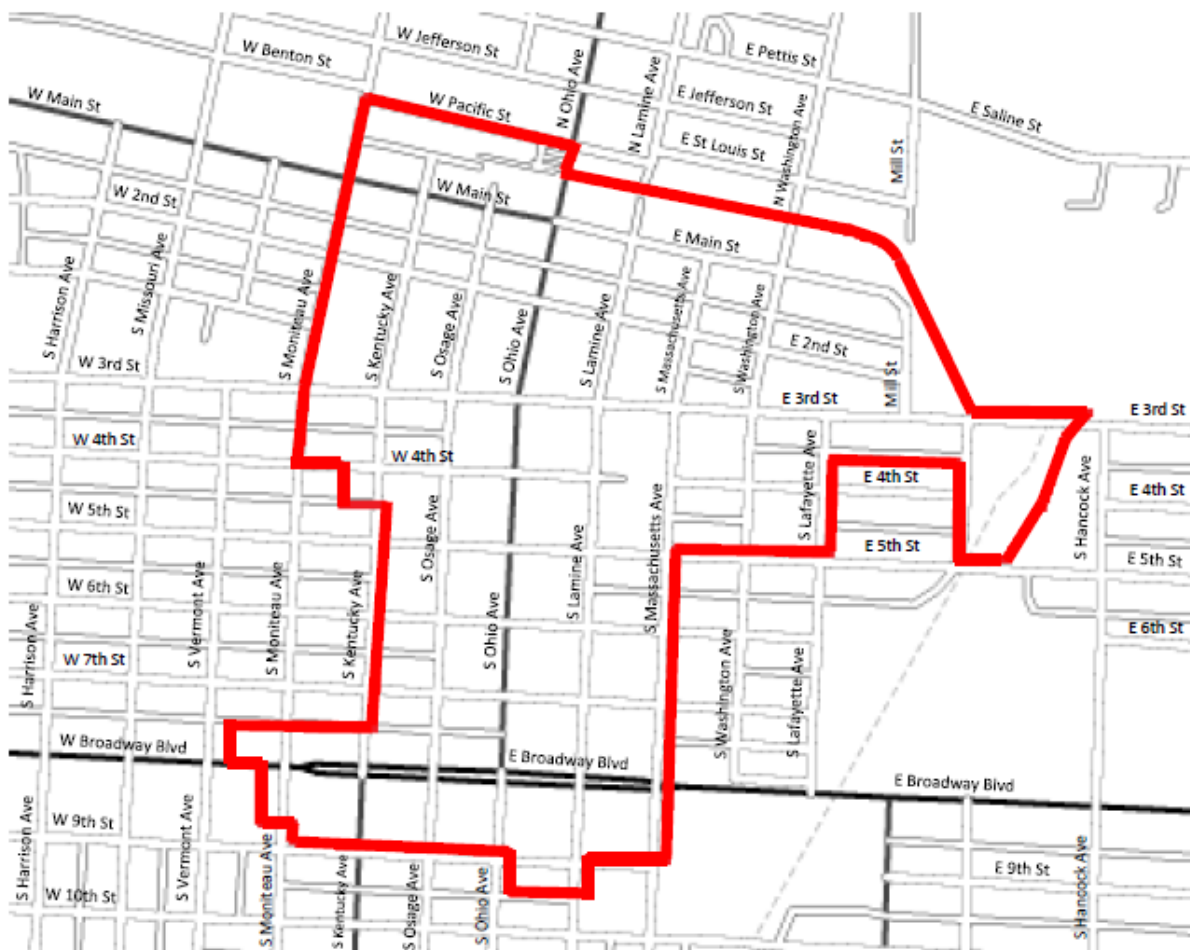 W Jefferson St
E Pettis St
W Benton St
N Ohio Ave
N Lamine Ave
W Main St
W Pacific St
E Jefferson St
N Washington Ave
E Saline St
E St Louis St
Mill St
W 2nd St
W Main St
E Main St
S Harrison Ave
S Missouri Ave
S Moniteau Ave
S Kentucky Ave
S Osage Ave
S Ohio Ave
S Lamine Ave
S Massachusetts Ave
S Washington Ave
E 2nd St
Mill St
W 3rd St
E 3rd St
E 3rd St
W 4th St
W 4th St
S Lafayette Ave
E 4th St
E 4th St
W 5th St
S Osage Ave
S Lamine Ave
S Massachusetts Ave
E 5th St
S Hancock Ave
E 5th St
W 6th St
S Harrison Ave
S Vermont Ave
S Moniteau Ave
S Kentucky Ave
S Ohio Ave
E 6th St
W 7th St
S Washington Ave
S Lafayette Ave
W Broadway Blvd
E Broadway Blvd
E Broadway Blvd
S Harrison Ave
W 9th St
S Vermont Ave
S Moniteau Ave
S Kentucky Ave
S Osage Ave
S Ohio Ave
E 9th St
S Hancock Ave
W 10th St